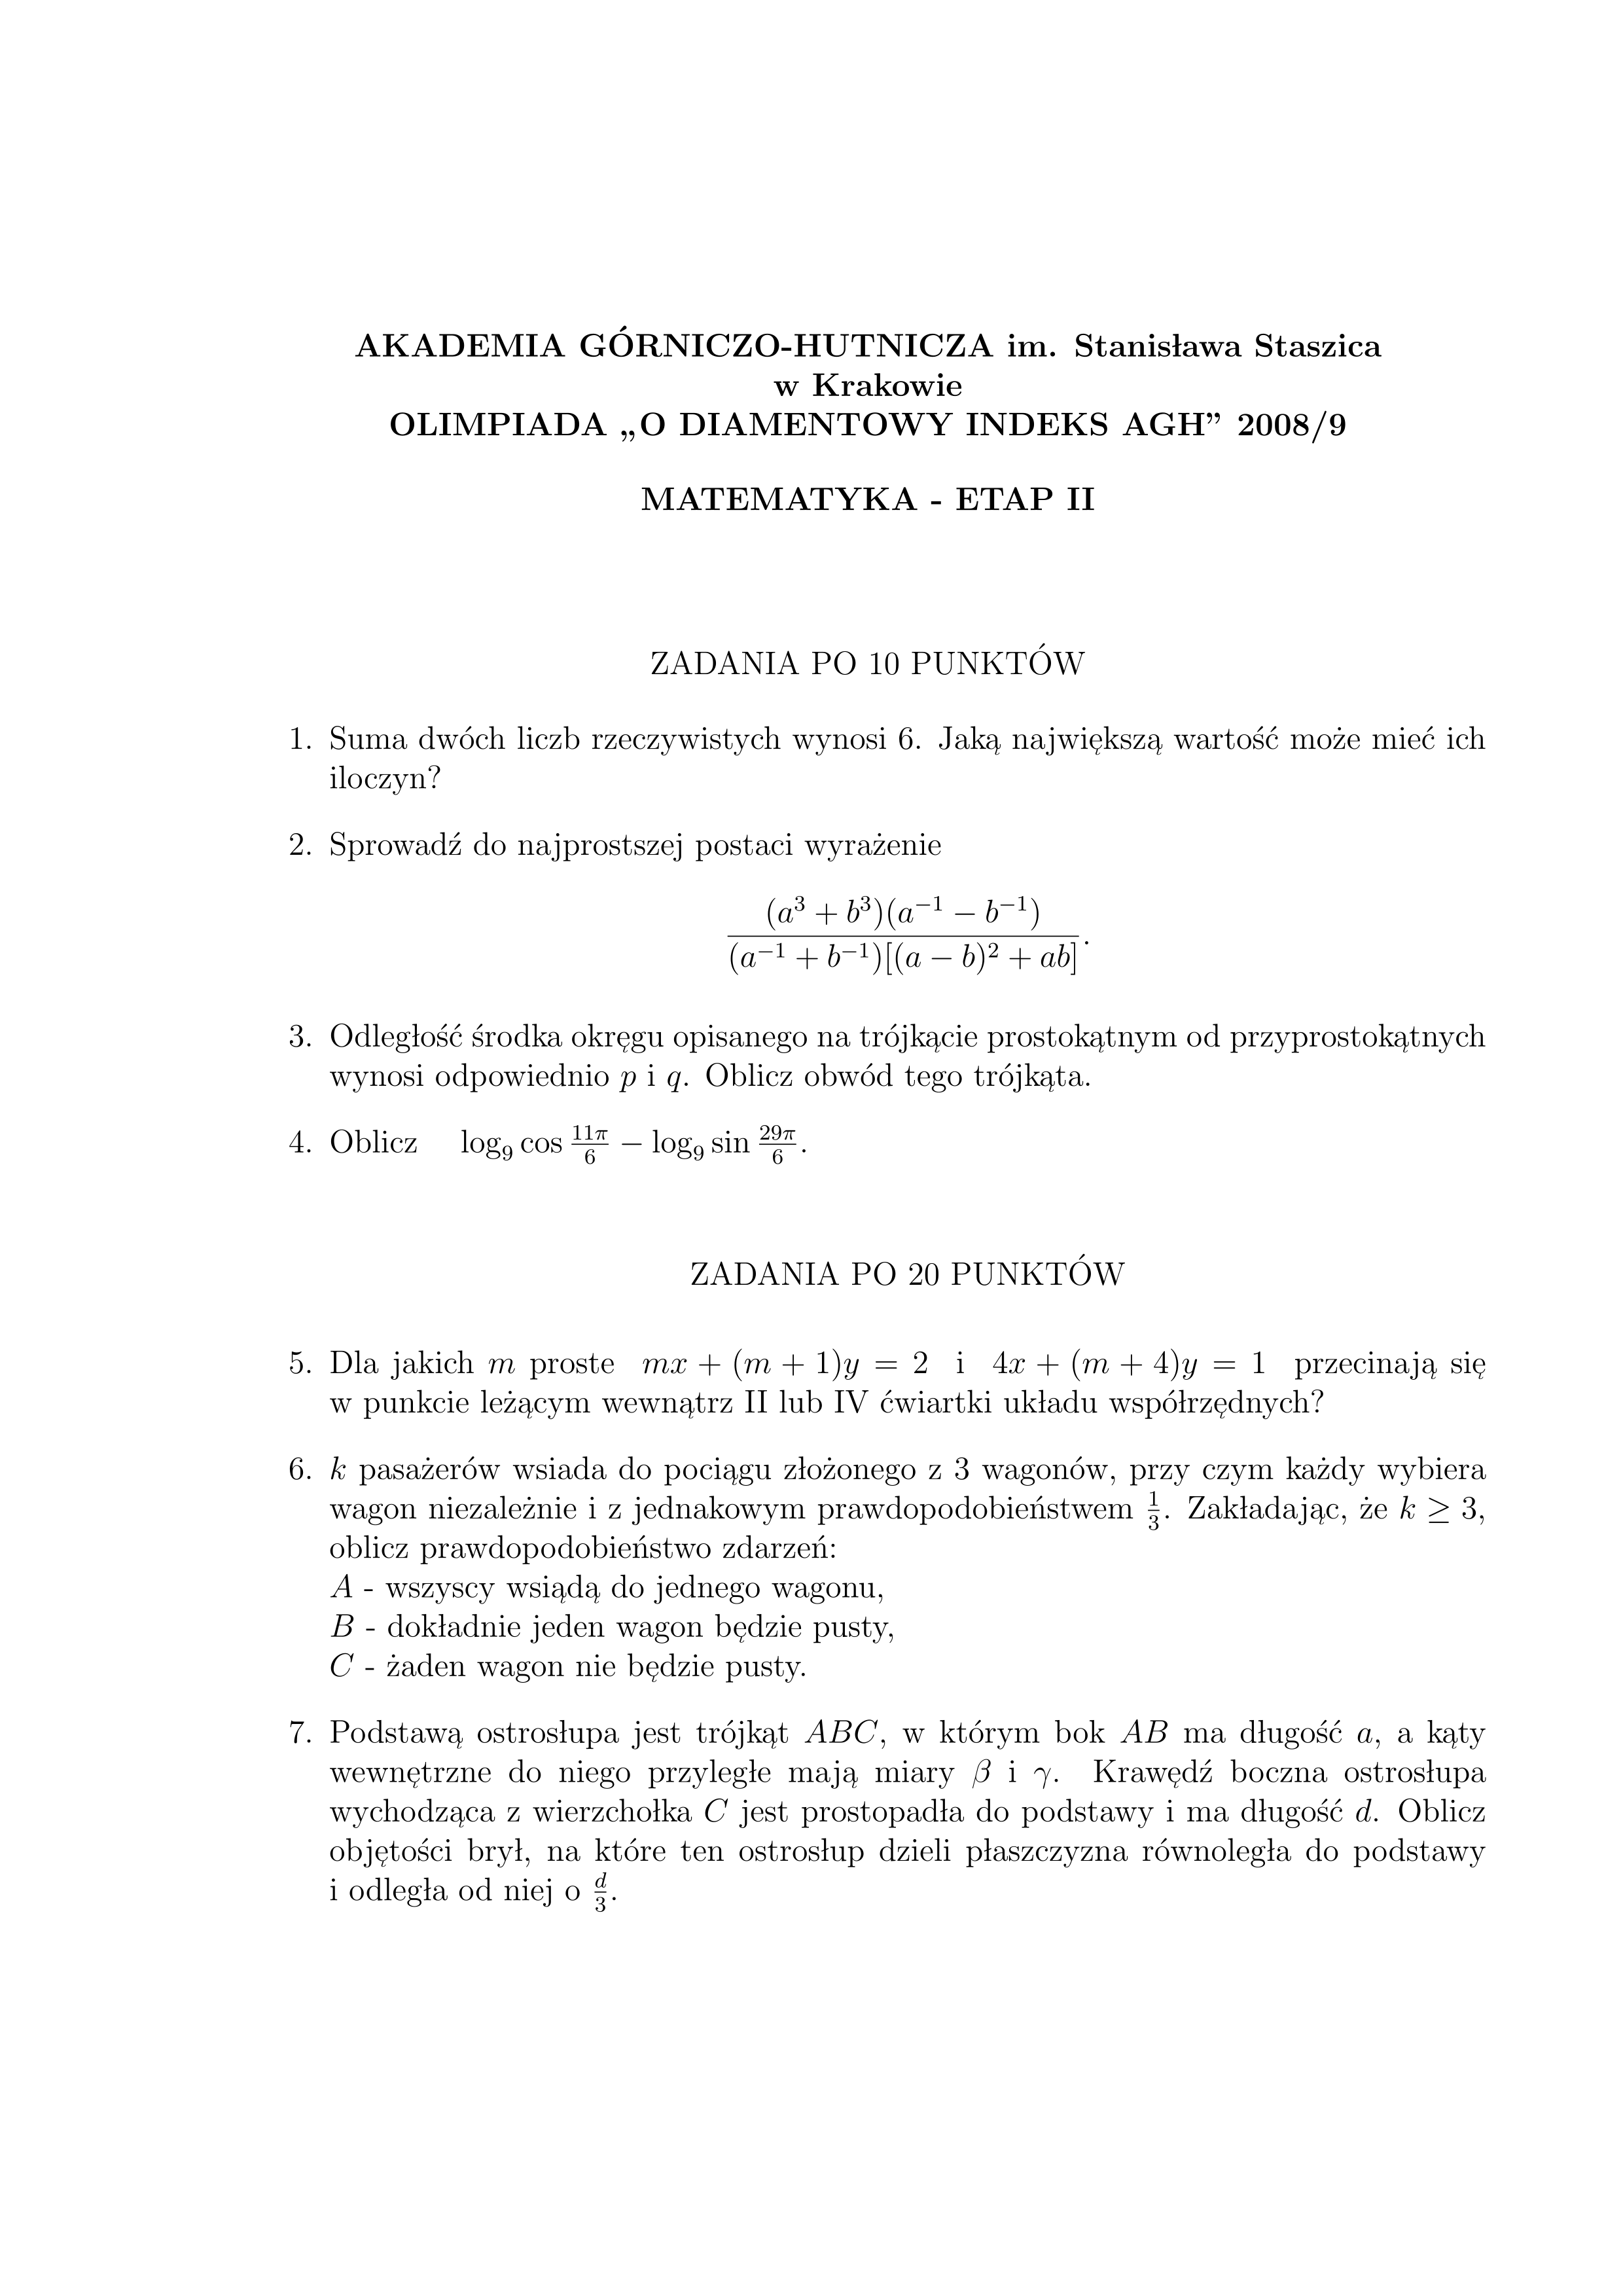 AKADEMIA GÓRNICZO-HUTNICZA im. Stanisława Staszica
w Krakowie
OLIMPIADA „O DIAMENTOWY INDEKS AGH” 2008/9
MATEMATYKA - ETAP II
ZADANIA PO 10 PUNKTÓW
1. Suma dwóch liczb rzeczywistych wynosi 6. Jaką największą wartość może mieć ich
iloczyn?
2. Sprowadź do najprostszej postaci wyrażenie
$$\frac{(a^3 + b^3)(a^{-1} - b^{-1})}{(a^{-1} + b^{-1})[(a - b)^2 + ab]}.$$
3. Odległość środka okręgu opisanego na trójkącie prostokątnym od przyprostokątnych
wynosi odpowiednio $p$ i $q$. Oblicz obwód tego trójkąta.
4. Oblicz $\log_9 \cos \frac{11\pi}{6} - \log_9 \sin \frac{29\pi}{6}$.
ZADANIA PO 20 PUNKTÓW
5. Dla jakich $m$ proste $mx + (m + 1)y = 2$ i $4x + (m + 4)y = 1$ przecinają się
w punkcie leżącym wewnątrz II lub IV ćwiartki układu współrzędnych?
6. $k$ pasażerów wsiada do pociągu złożonego z 3 wagonów, przy czym każdy wybiera
wagon niezależnie i z jednakowym prawdopodobieństwem $\frac{1}{3}$. Zakładając, że $k \geq 3$,
oblicz prawdopodobieństwo zdarzeń:
$A$ - wszyscy wsiądą do jednego wagonu,
$B$ - dokładnie jeden wagon będzie pusty,
$C$ - żaden wagon nie będzie pusty.
7. Podstawą ostrosłupa jest trójkąt $ABC$, w którym bok $AB$ ma długość $a$, a kąty
wewnętrzne do niego przyległe mają miary $\beta$ i $\gamma$. Krawędź boczna ostrosłupa
wychodząca z wierzchołka $C$ jest prostopadła do podstawy i ma długość $d$. Oblicz
objętości brył, na które ten ostrosłup dzieli płaszczyzna równoległa do podstawy
i odległa od niej o $\frac{d}{3}$.